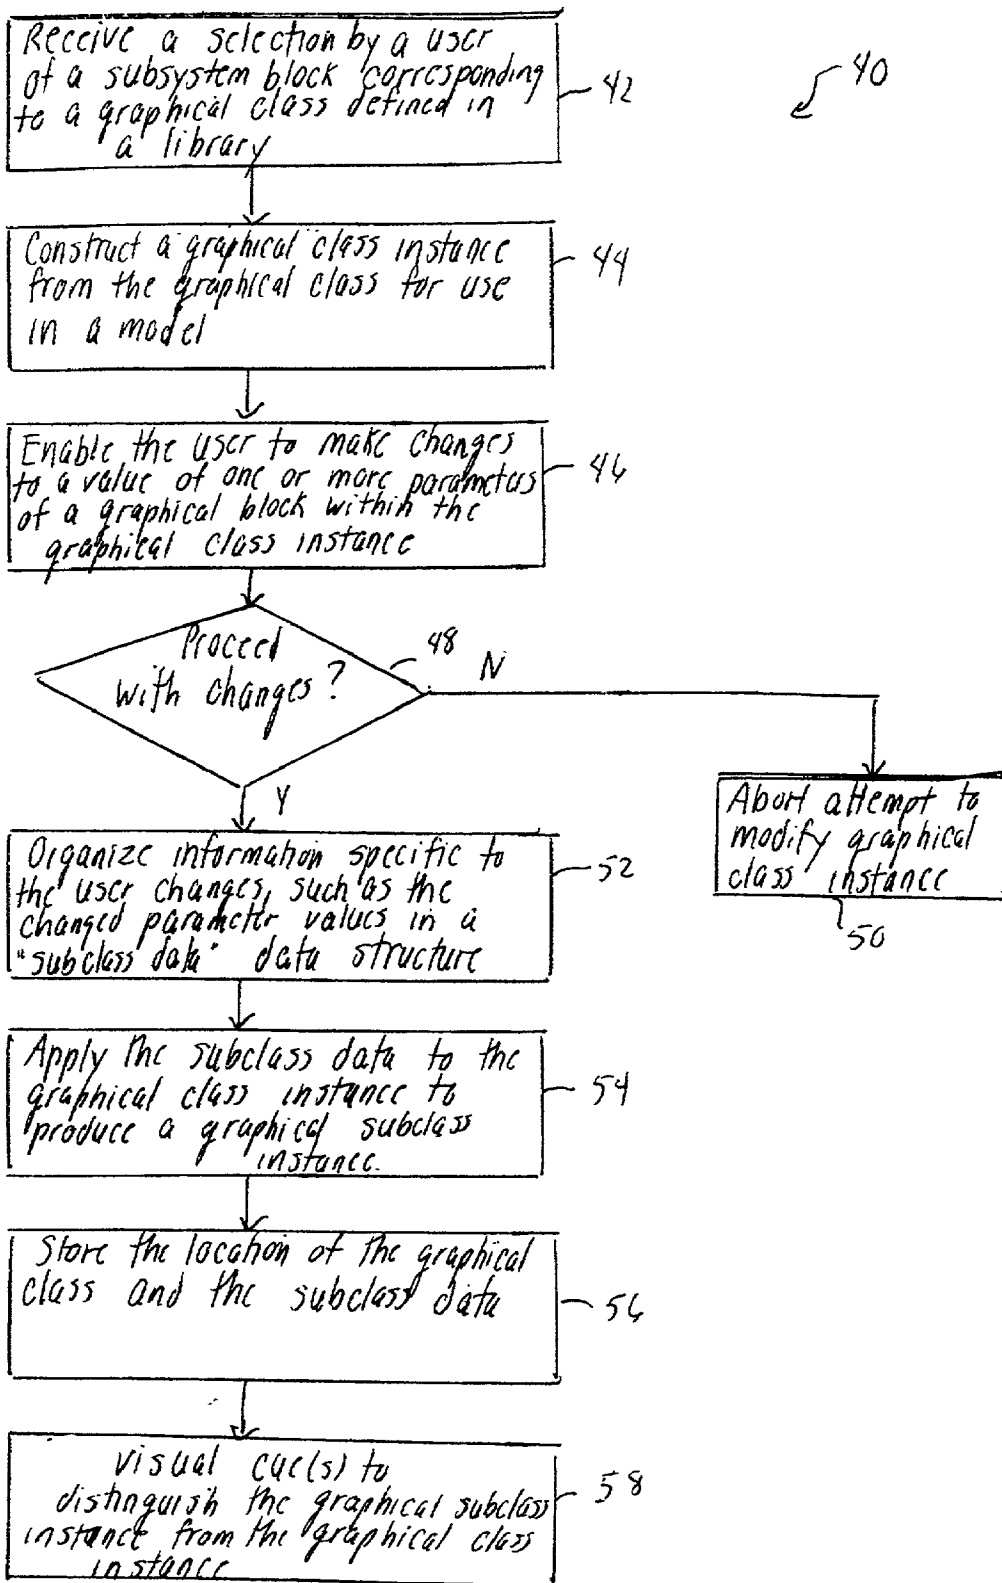 Receive a selection by a user
of a subsystem block corresponding
to a graphical class defined in
a library
42
40
Construct a graphical class instance
from the graphical class for use
in a model
44
Enable the user to make changes
to a value of one or more parameters
of a graphical block within the
graphical class instance
46
Proceed
with changes?
48
N
Y
Abort attempt to
modify graphical
class instance
50
Organize information specific to
the user changes, such as the
changed parameter values in a
"subclass data" data structure
52
Apply the subclass data to the
graphical class instance to
produce a graphical subclass
instance.
54
Store the location of the graphical
class and the subclass data
56
visual cue(s) to
distinguish the graphical subclass
instance from the graphical class
instance
58